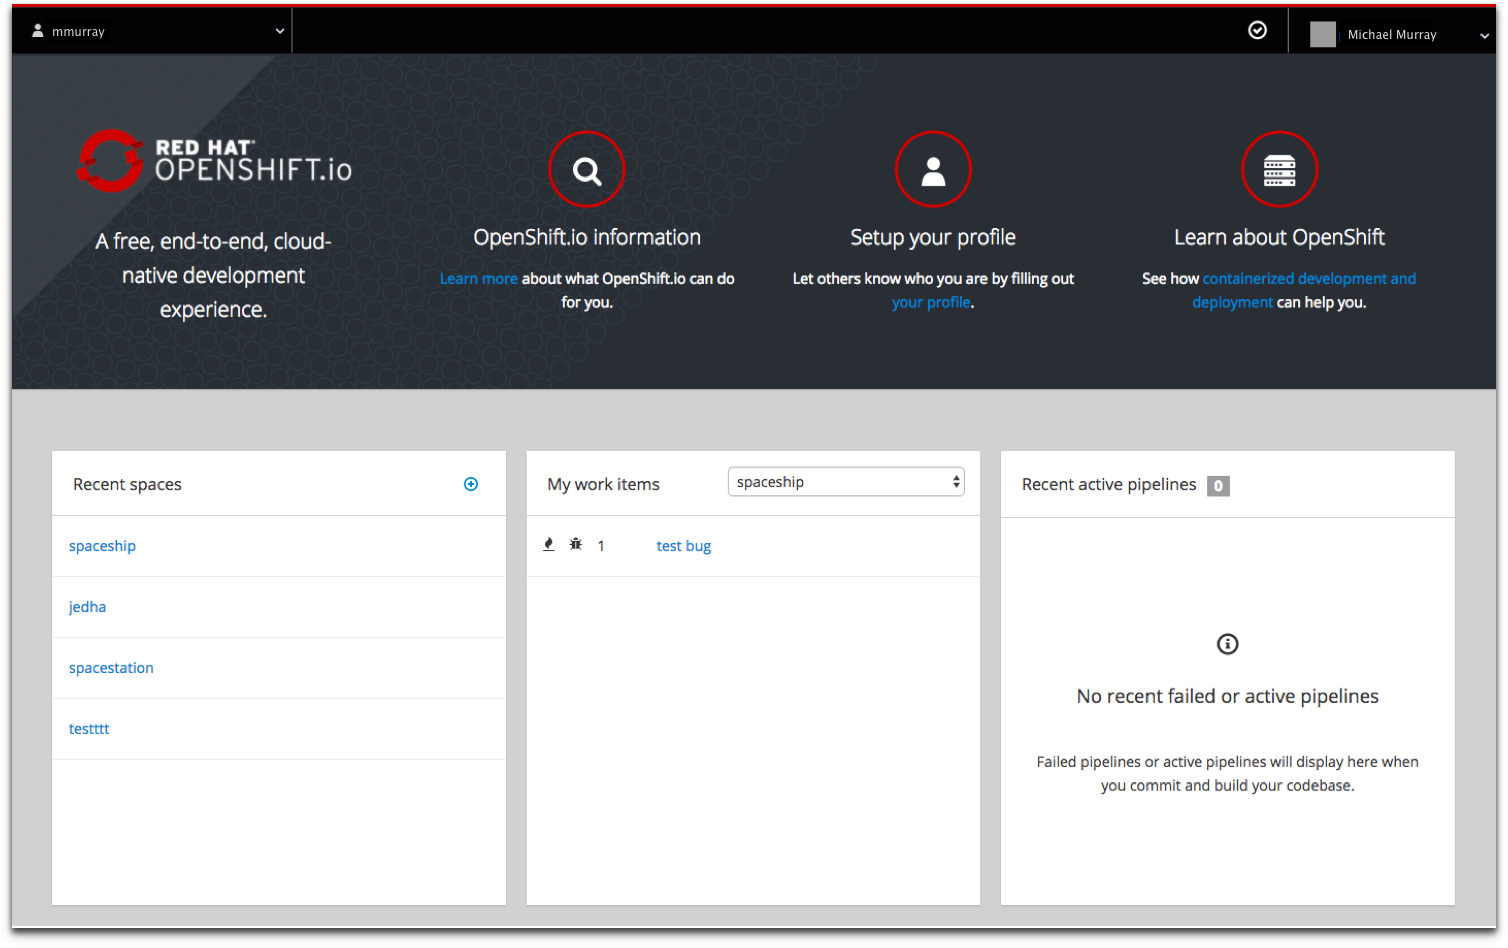 mmurray
Michael Murray
RED HAT®
OPENSHIFT.io
A free, end-to-end, cloud-
native development
experience.
OpenShift.io information
Learn more about what OpenShift.io can do
for you.
Setup your profile
Let others know who you are by filling out
your profile.
Learn about OpenShift
See how containerized development and
deployment can help you.
Recent spaces
spaceship
jedha
spacestation
testttt
My work items
spaceship
1 test bug
Recent active pipelines 0
No recent failed or active pipelines
Failed pipelines or active pipelines will display here when
you commit and build your codebase.